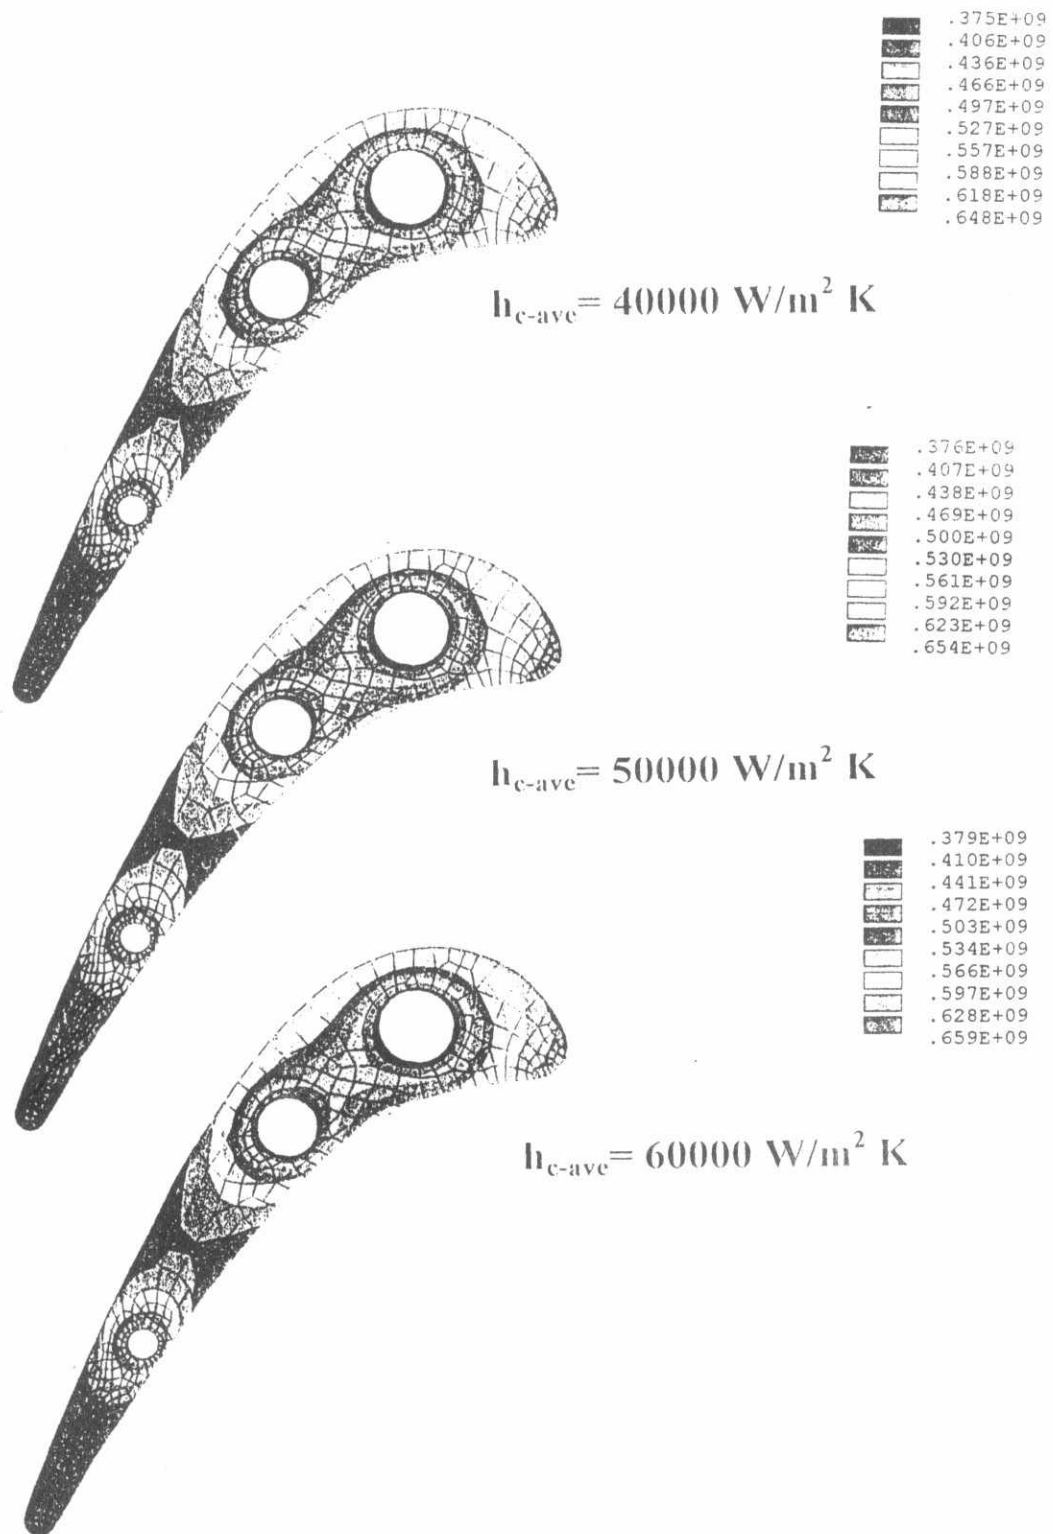 .375E+09
.406E+09
.436E+09
.466E+09
.497E+09
.527E+09
.557E+09
.588E+09
.618E+09
.648E+09
h_c-ave= 40000 W/m² K
.376E+09
.407E+09
.438E+09
.469E+09
.500E+09
.530E+09
.561E+09
.592E+09
.623E+09
.654E+09
h_c-ave= 50000 W/m² K
.379E+09
.410E+09
.441E+09
.472E+09
.503E+09
.534E+09
.566E+09
.597E+09
.628E+09
.659E+09
h_c-ave= 60000 W/m² K